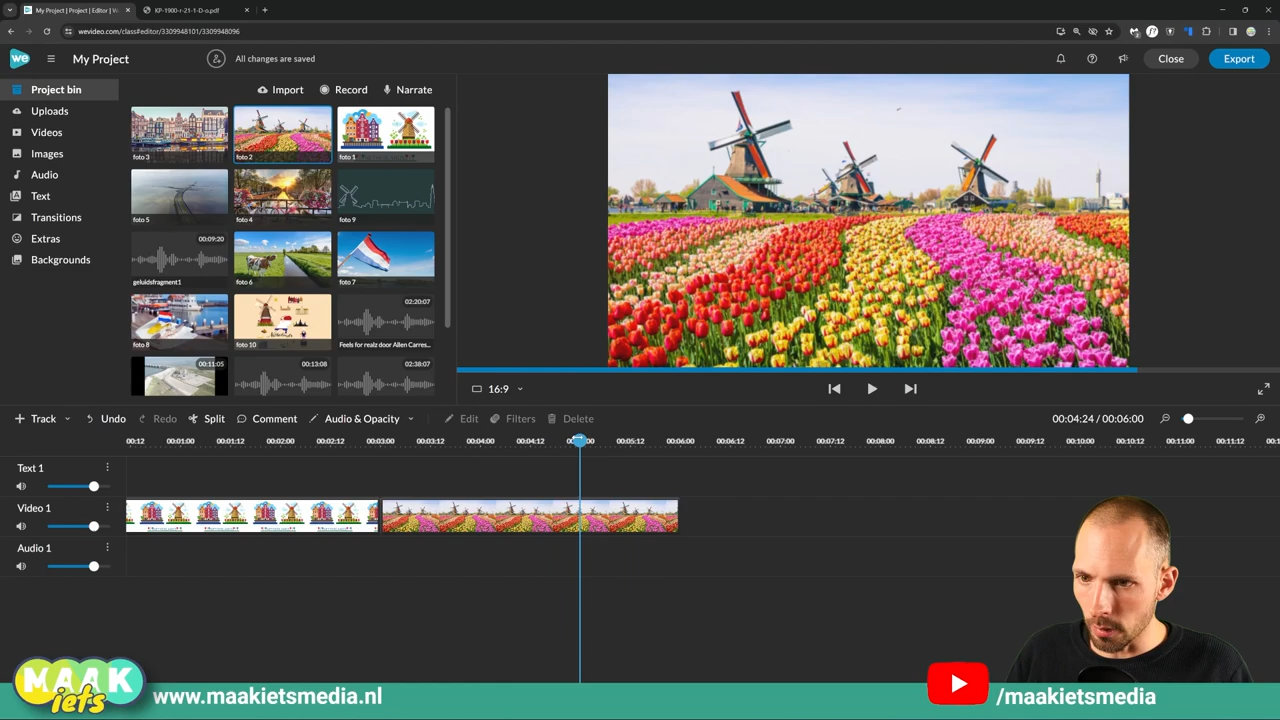 My Project | Project | Editor | W
KP-1900-r-21-1-D-o.pdf
wevideo.com/class#editor/3309948101/3309948096
we
My Project
All changes are saved
Close
Export
Project bin
Import
Record
Narrate
Uploads
Videos
Images
Audio
Text
Transitions
Extras
Backgrounds
foto 3
foto 2
foto 1
foto 5
foto 4
foto 9
00:09:20
geluidsfragment1
foto 6
foto 7
02:20:07
foto 8
foto 10
Feels for realz door Allen Carres...
00:11:05
00:13:08
02:38:07
16:9
Track
Undo
Redo
Split
Comment
Audio & Opacity
Edit
Filters
Delete
00:04:24 / 00:06:00
00:12 00:01:00 00:01:12 00:02:00 00:02:12 00:03:00 00:03:12 00:04:00 00:04:12 00:05:12 00:06:00 00:06:12 00:07:00 00:07:12 00:08:00 00:08:12 00:09:00 00:09:12 00:10:00 00:10:12 00:11:00 00:11:12
Text 1
Video 1
Audio 1
MAAK
iets
www.maakietsmedia.nl
/maakietsmedia